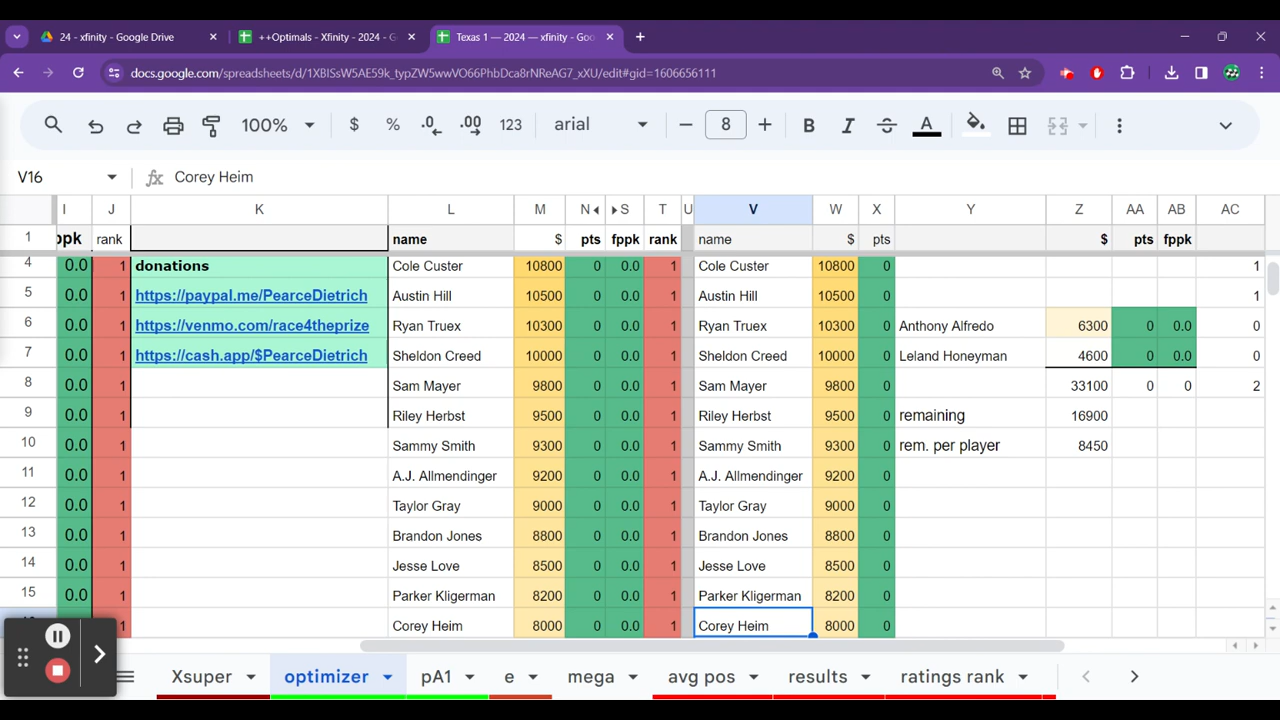 24 - xfinity - Google Drive
++Optimals - Xfinity - 2024 - G
Texas 1 — 2024 — xfinity - Goo
docs.google.com/spreadsheets/d/1XBISsW5AE59k_typZW5wwVO66PhbDca8rNReAG7_xXU/edit#gid=1606656111
100% $ % .0 .00 123 arial 8 B I S A
V16 fx Corey Heim
I J K L M N S T U V W X Y Z AA AB AC
1 ppk rank name $ pts fppk rank name $ pts $ pts fppk
4 0.0 1 donations Cole Custer 10800 0 0.0 1 Cole Custer 10800 0 1
5 0.0 1 https://paypal.me/PearceDietrich Austin Hill 10500 0 0.0 1 Austin Hill 10500 0 1
6 0.0 1 https://venmo.com/race4theprize Ryan Truex 10300 0 0.0 1 Ryan Truex 10300 0 Anthony Alfredo 6300 0 0.0 0
7 0.0 1 https://cash.app/$PearceDietrich Sheldon Creed 10000 0 0.0 1 Sheldon Creed 10000 0 Leland Honeyman 4600 0 0.0 0
8 0.0 1 Sam Mayer 9800 0 0.0 1 Sam Mayer 9800 0 33100 0 0 2
9 0.0 1 Riley Herbst 9500 0 0.0 1 Riley Herbst 9500 0 remaining 16900
10 0.0 1 Sammy Smith 9300 0 0.0 1 Sammy Smith 9300 0 rem. per player 8450
11 0.0 1 A.J. Allmendinger 9200 0 0.0 1 A.J. Allmendinger 9200 0
12 0.0 1 Taylor Gray 9000 0 0.0 1 Taylor Gray 9000 0
13 0.0 1 Brandon Jones 8800 0 0.0 1 Brandon Jones 8800 0
14 0.0 1 Jesse Love 8500 0 0.0 1 Jesse Love 8500 0
15 0.0 1 Parker Kligerman 8200 0 0.0 1 Parker Kligerman 8200 0
1 Corey Heim 8000 0 0.0 1 Corey Heim 8000 0
Xsuper optimizer pA1 e mega avg pos results ratings rank